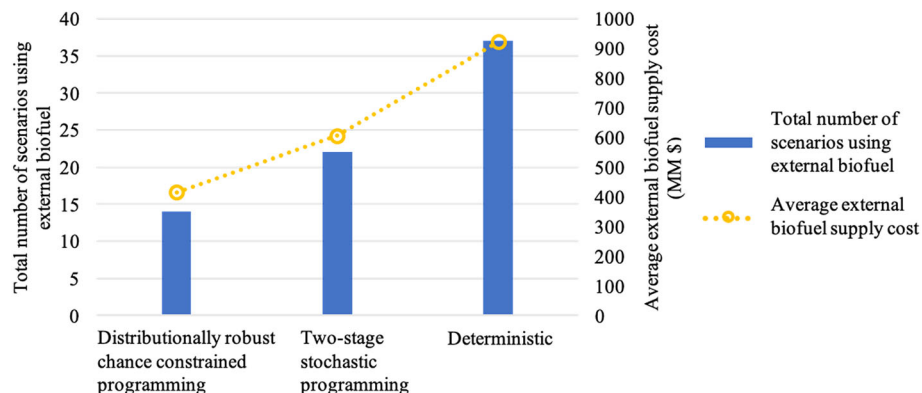 Total number of scenarios using
external biofuel
40
35
30
25
20
15
10
5
0
Distributionally robust
chance constrained
programming
Two-stage
stochastic
programming
Deterministic
1000
900
800
700
600
500
400
300
200
100
0
Average external biofuel supply cost
(MM $)
Total number of
scenarios using
external biofuel
Average external
biofuel supply cost